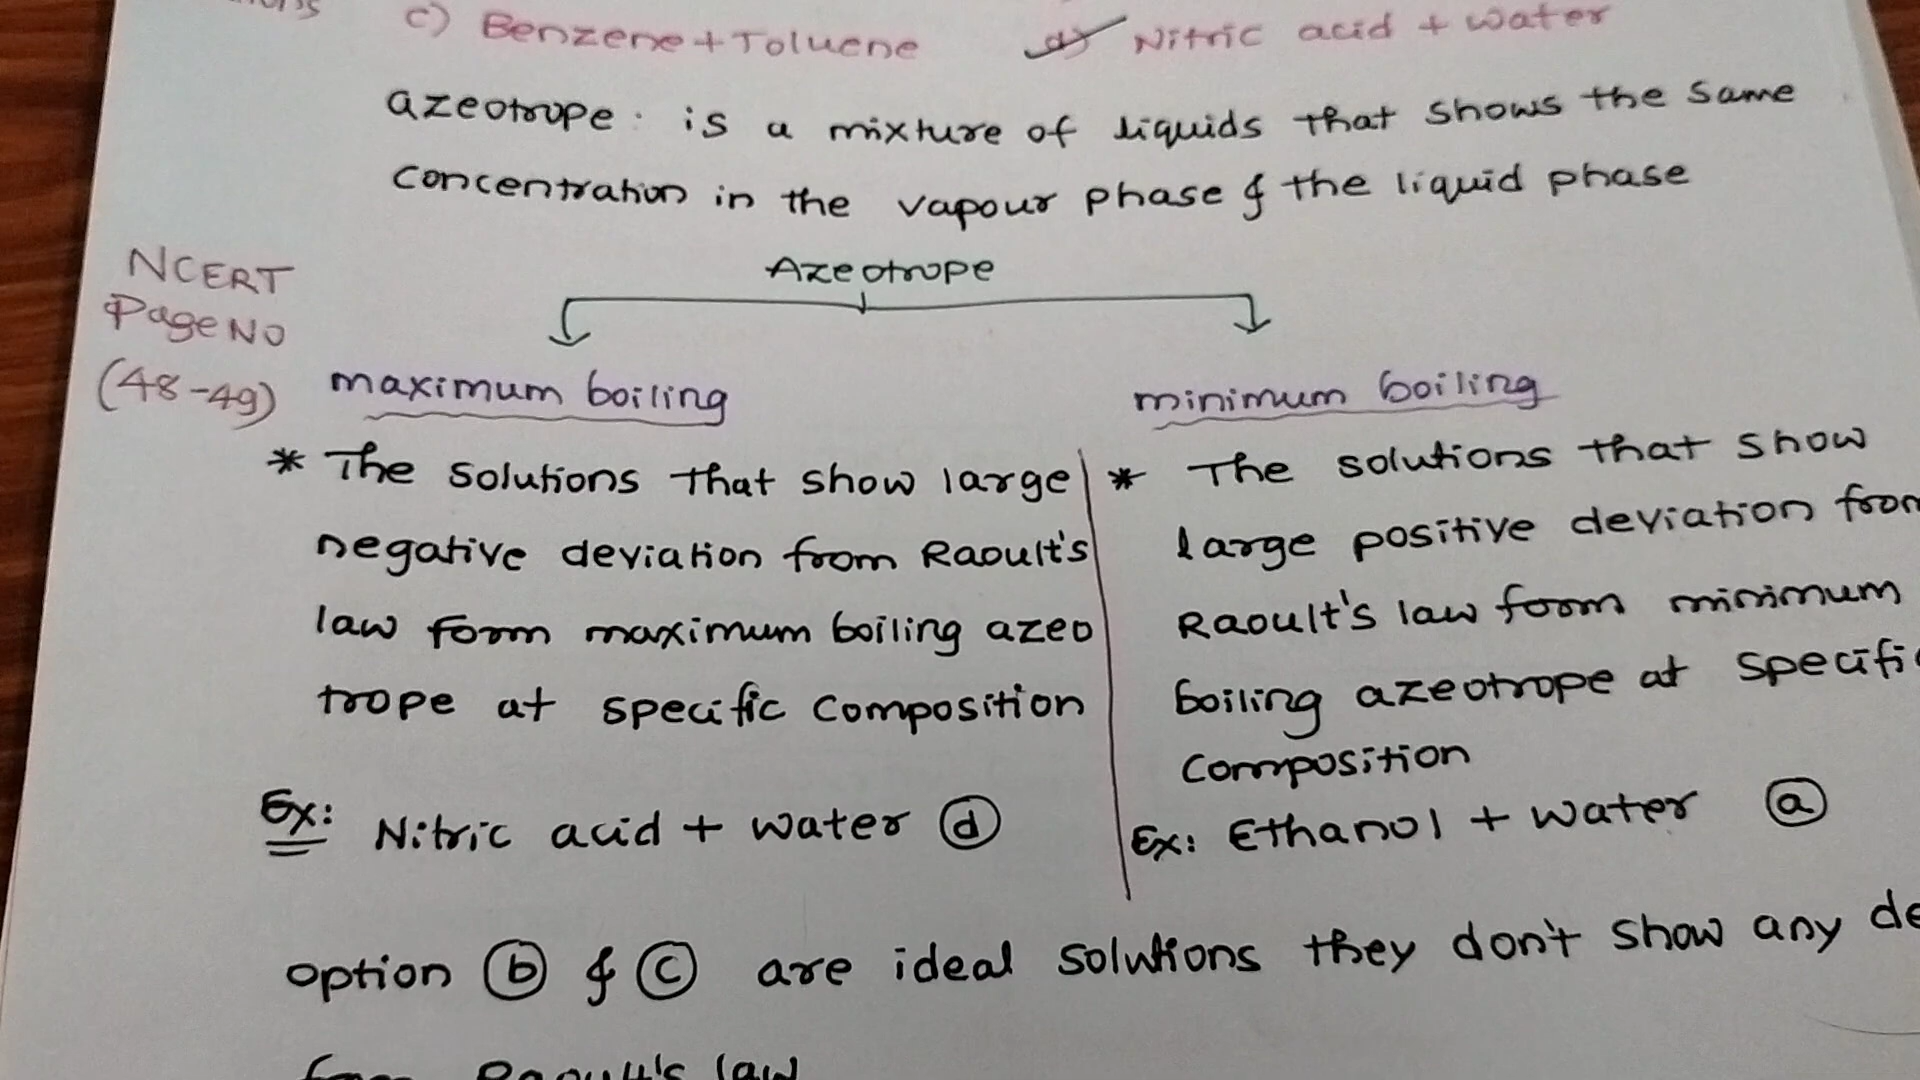 c) Benzene + Toluene d) Nitric acid + water
azeotrope: is a mixture of liquids that shows the same
concentration in the vapour phase & the liquid phase
NCERT
Page No
(48-49)
Azeotrope
maximum boiling
* The solutions that show large
negative deviation from Raoult's
law form maximum boiling azeo
trope at specific composition
Ex: Nitric acid + water (d)
minimum boiling
* The solutions that show
large positive deviation from
Raoult's law form minimum
boiling azeotrope at specific
composition
Ex: Ethanol + water (a)
option (b) & (c) are ideal solutions they don't show any de
from Raoult's law